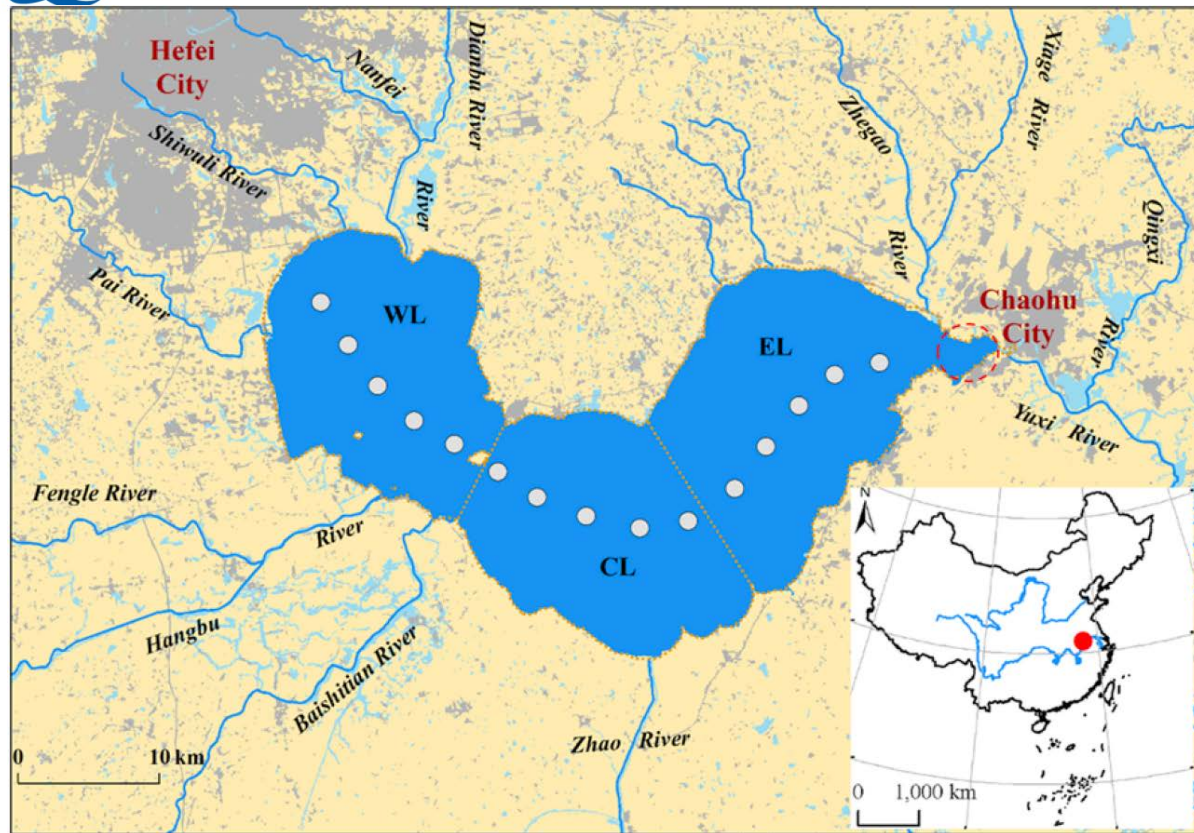 Hefei
City
Nanfei
River
Dianbu River
Shiwuli River
Pai River
Zhegao
River
Xiage River
Qingxi
River
Chaohu
City
Yuxi River
WL
EL
CL
Fengle River
River
Hangbu
Baishitian River
Zhao River
0 10 km
N
0 1,000 km